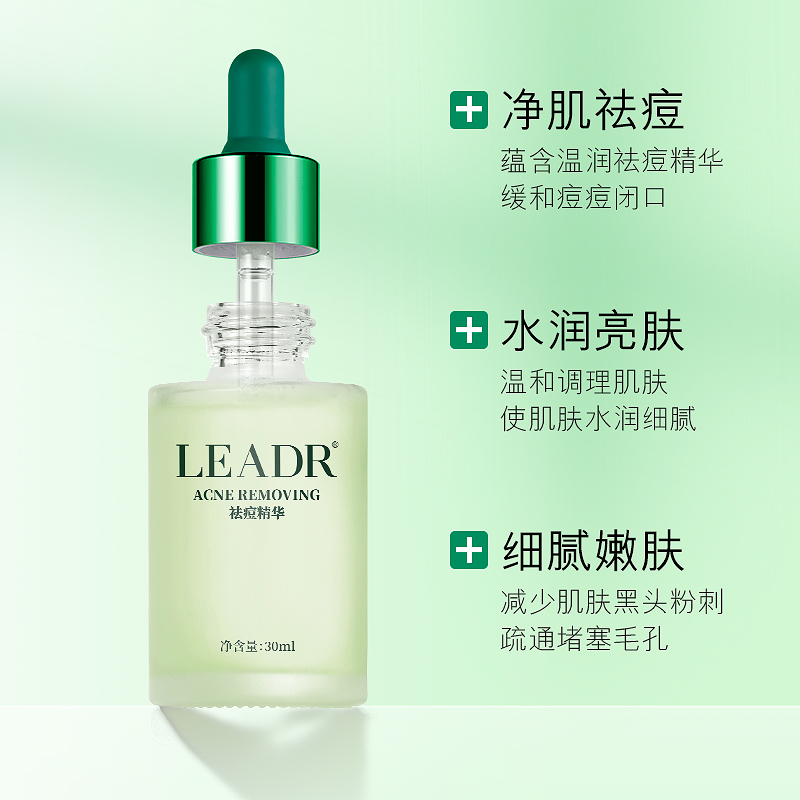 净肌祛痘
蕴含温润祛痘精华
缓和痘痘闭口
水润亮肤
温和调理肌肤
使肌肤水润细腻
细腻嫩肤
减少肌肤黑头粉刺
疏通堵塞毛孔
LEADR®
ACNE REMOVING
祛痘精华
净含量:30ml